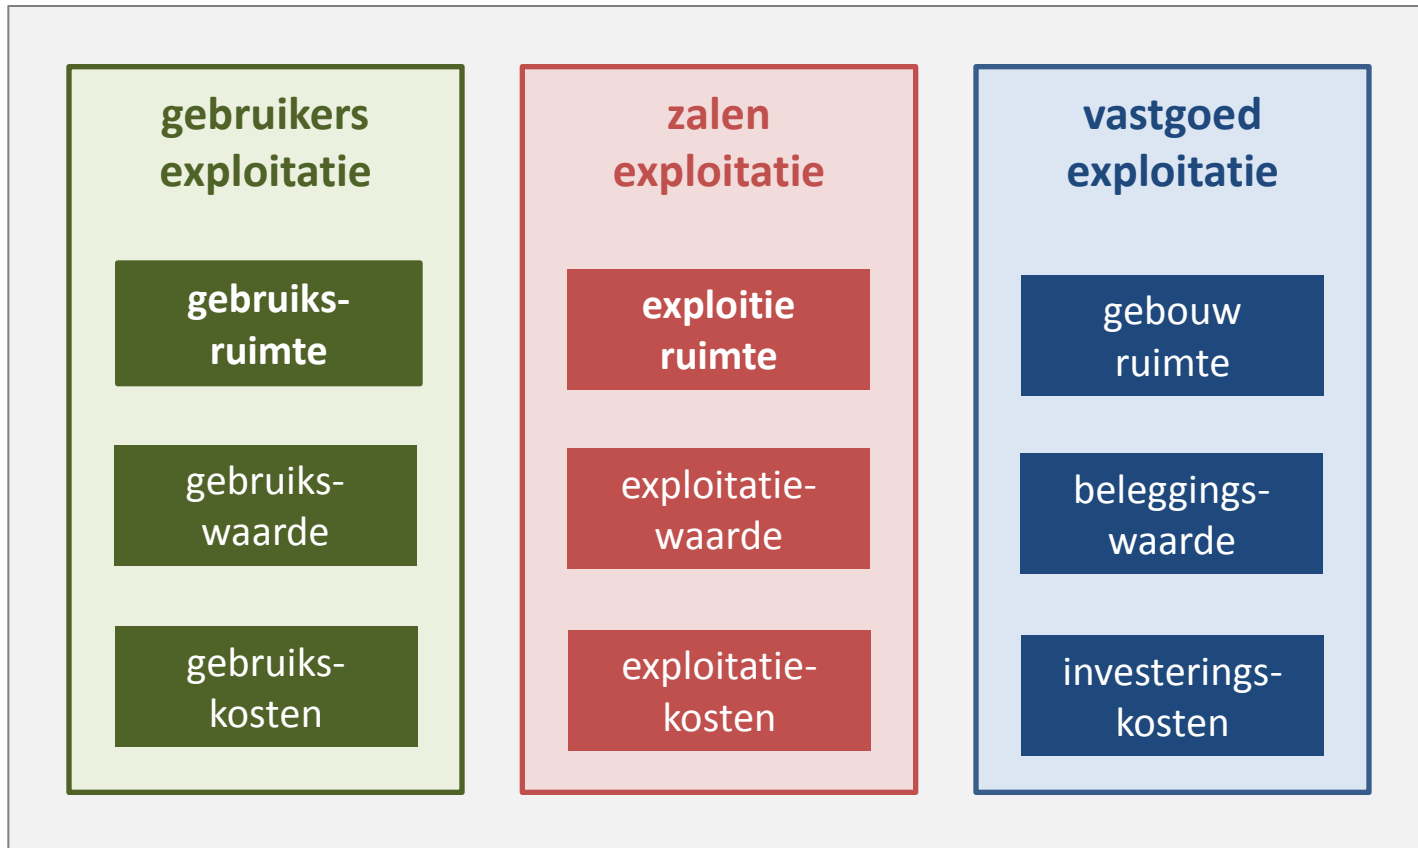 gebruikers
exploitatie
gebruiks-
ruimte
gebruiks-
waarde
gebruiks-
kosten
zalen
exploitatie
exploitie
ruimte
exploitatie-
waarde
exploitatie-
kosten
vastgoed
exploitatie
gebouw
ruimte
beleggings-
waarde
investerings-
kosten